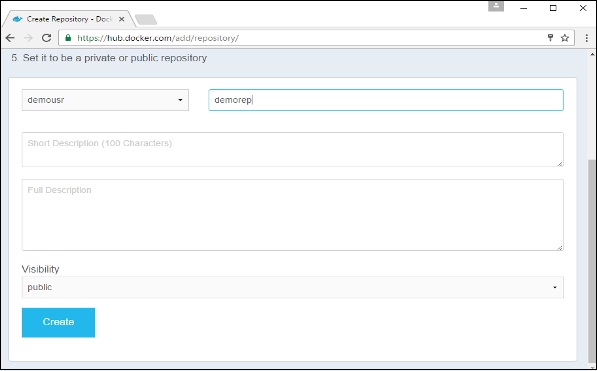 Create Repository - Dock
https://hub.docker.com/add/repository/
5. Set it to be a private or public repository
demousr
demorep
Short Description (100 Characters)
Full Description
Visibility
public
Create